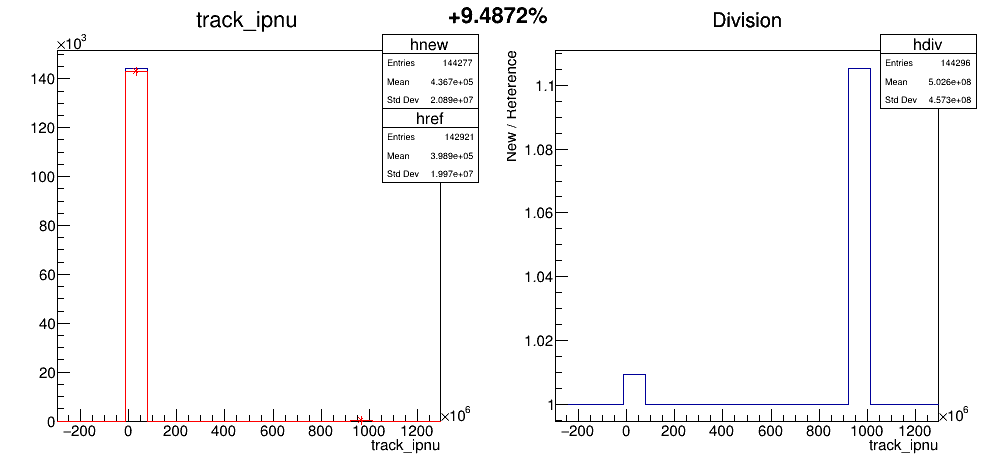 +9.4872%
track_ipnu
×10³
140
120
100
80
60
40
20
0
−200 0 200 400 600 800 1000 1200
×10⁶
track_ipnu
hnew
Entries 144277
Mean 4.367e+05
Std Dev 2.089e+07
href
Entries 142921
Mean 3.989e+05
Std Dev 1.997e+07
Division
New / Reference
1.1
1.08
1.06
1.04
1.02
1
−200 0 200 400 600 800 1000 1200
×10⁶
track_ipnu
hdiv
Entries 144296
Mean 5.026e+08
Std Dev 4.573e+08